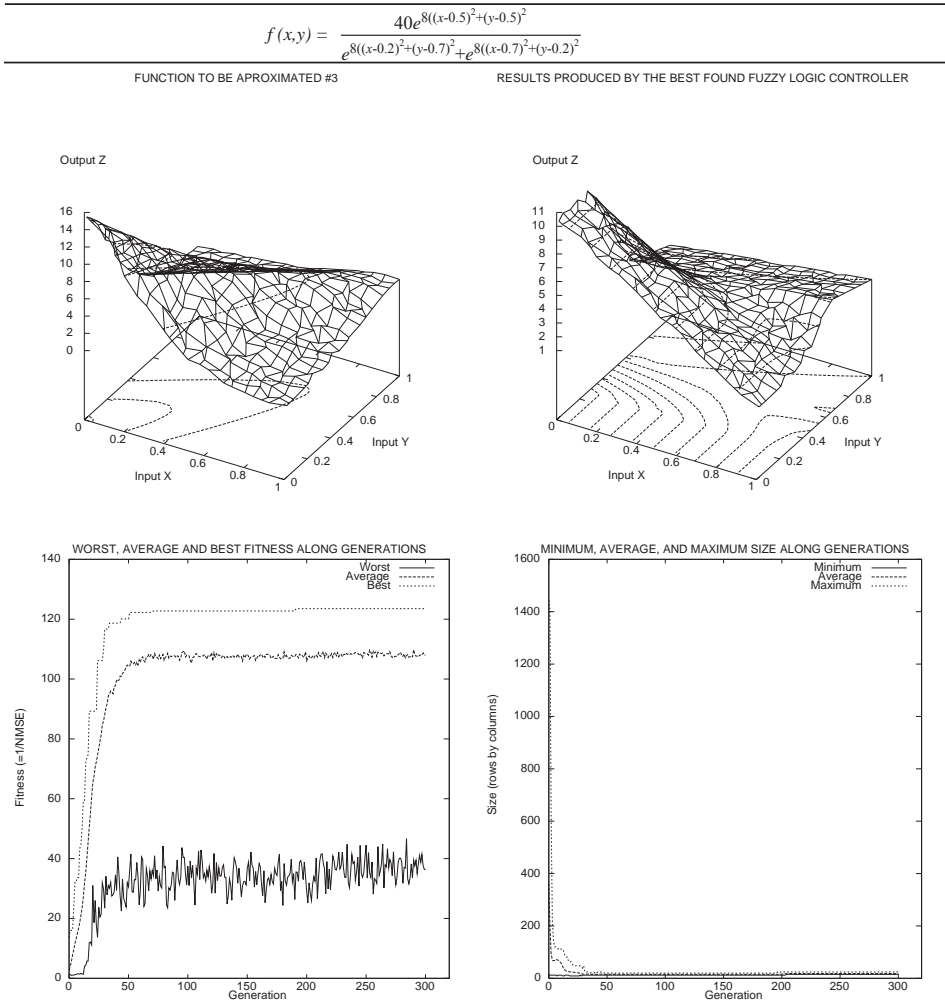 f (x,y) = 40e^8((x-0.5)^2+(y-0.5)^2 / e^8((x-0.2)^2+(y-0.7)^2+e^8((x-0.7)^2+(y-0.2)^2
FUNCTION TO BE APROXIMATED #3
RESULTS PRODUCED BY THE BEST FOUND FUZZY LOGIC CONTROLLER
Output Z
16
14
12
10
8
6
4
2
0
0
0.2
0.4
0.6
0.8
1
Input X
0
0.2
0.4
0.6
0.8
1
Input Y
Output Z
11
10
9
8
7
6
5
4
3
2
1
0
0.2
0.4
0.6
0.8
1
Input X
0
0.2
0.4
0.6
0.8
1
Input Y
WORST, AVERAGE AND BEST FITNESS ALONG GENERATIONS
Worst
Average
Best
140
120
100
80
60
40
20
0
Fitness (=1/NMSE)
0 50 100 150 200 250 300
Generation
MINIMUM, AVERAGE, AND MAXIMUM SIZE ALONG GENERATIONS
Minimum
Average
Maximum
1600
1400
1200
1000
800
600
400
200
0
Size (rows by columns)
0 50 100 150 200 250 300
Generation